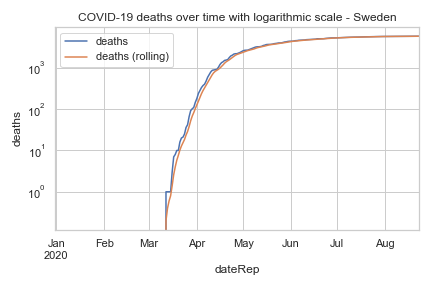 COVID-19 deaths over time with logarithmic scale - Sweden
deaths
deaths (rolling)
10³
10²
10¹
10⁰
deaths
Jan Feb Mar Apr May Jun Jul Aug
2020
dateRep